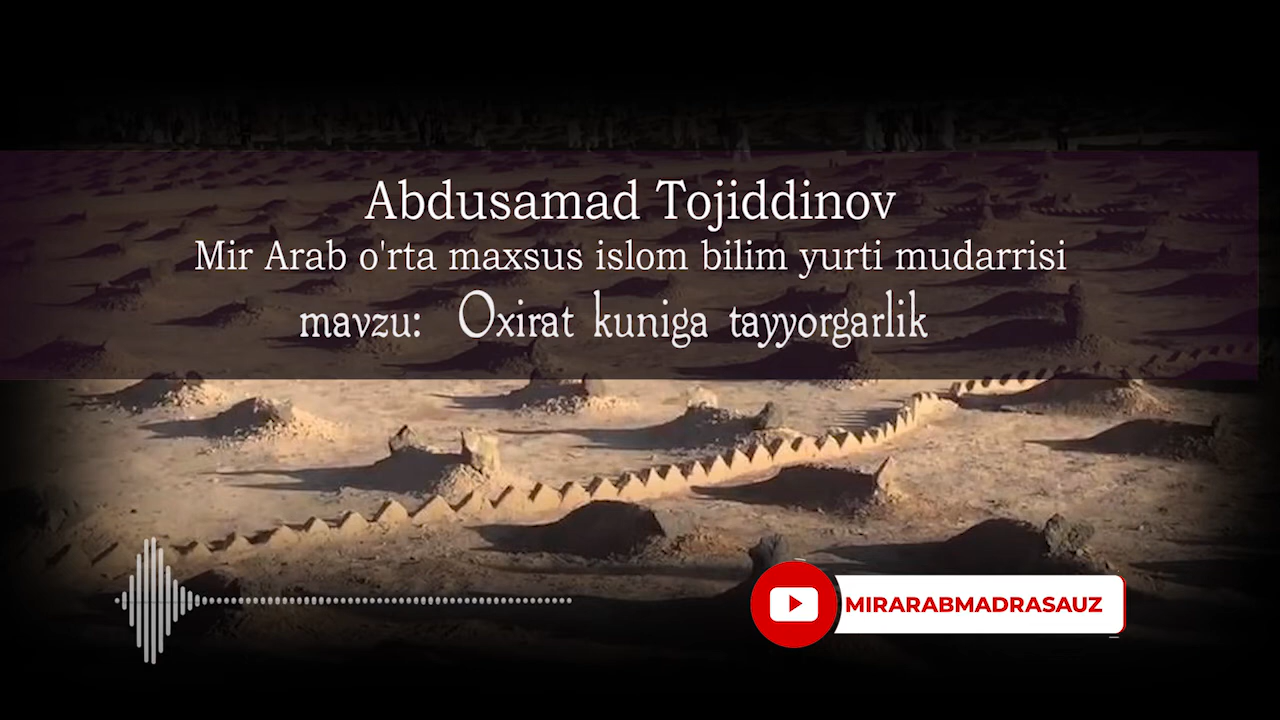 Abdusamad Tojiddinov
Mir Arab o'rta maxsus islom bilim yurti mudarrisi
mavzu: Oxirat kuniga tayyorgarlik
MIRARABMADRASAUZ